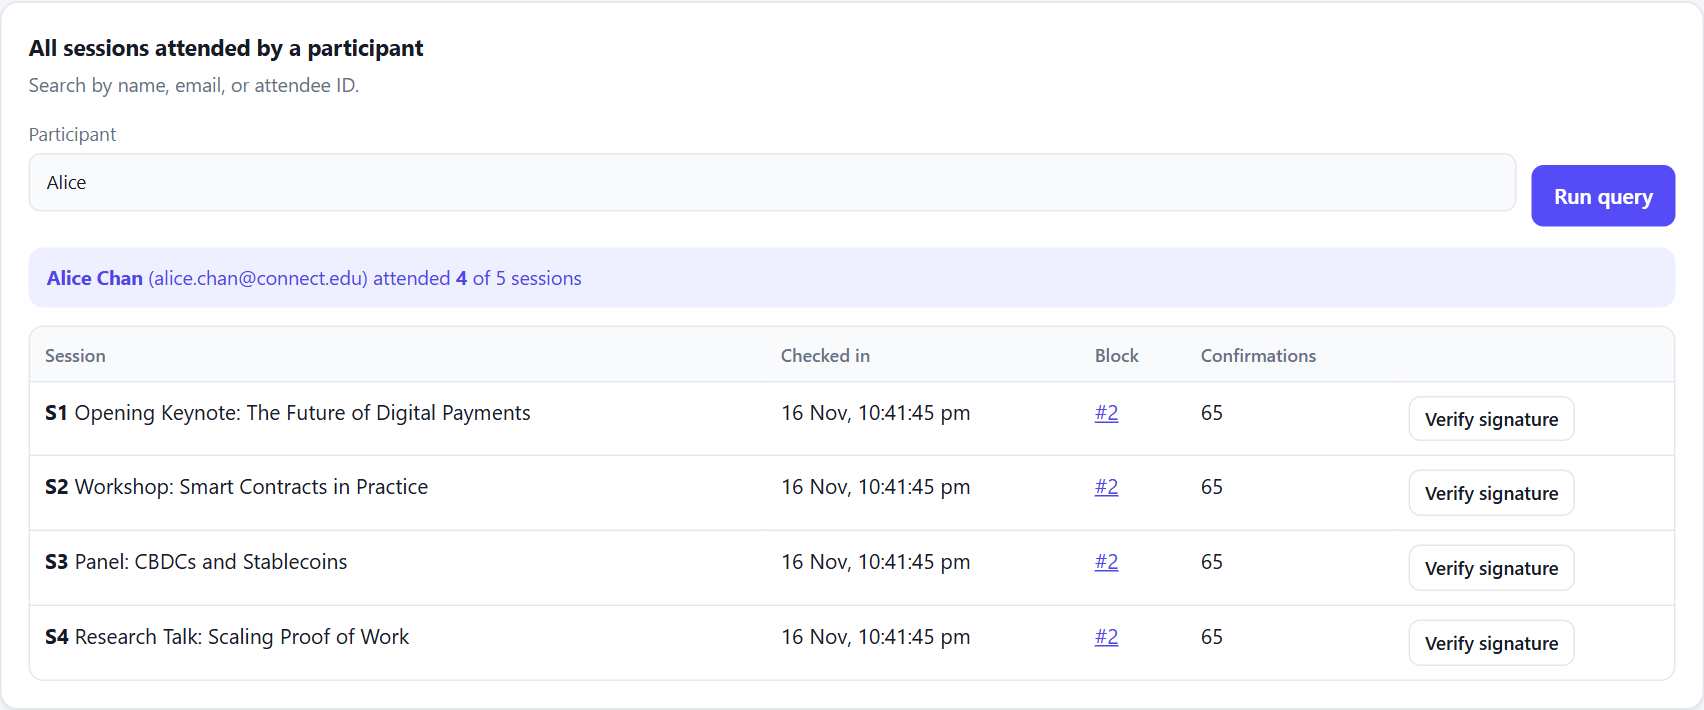 All sessions attended by a participant
Search by name, email, or attendee ID.
Participant
Alice
Run query
Alice Chan (alice.chan@connect.edu) attended 4 of 5 sessions
Session Checked in Block Confirmations
S1 Opening Keynote: The Future of Digital Payments 16 Nov, 10:41:45 pm #2 65 Verify signature
S2 Workshop: Smart Contracts in Practice 16 Nov, 10:41:45 pm #2 65 Verify signature
S3 Panel: CBDCs and Stablecoins 16 Nov, 10:41:45 pm #2 65 Verify signature
S4 Research Talk: Scaling Proof of Work 16 Nov, 10:41:45 pm #2 65 Verify signature